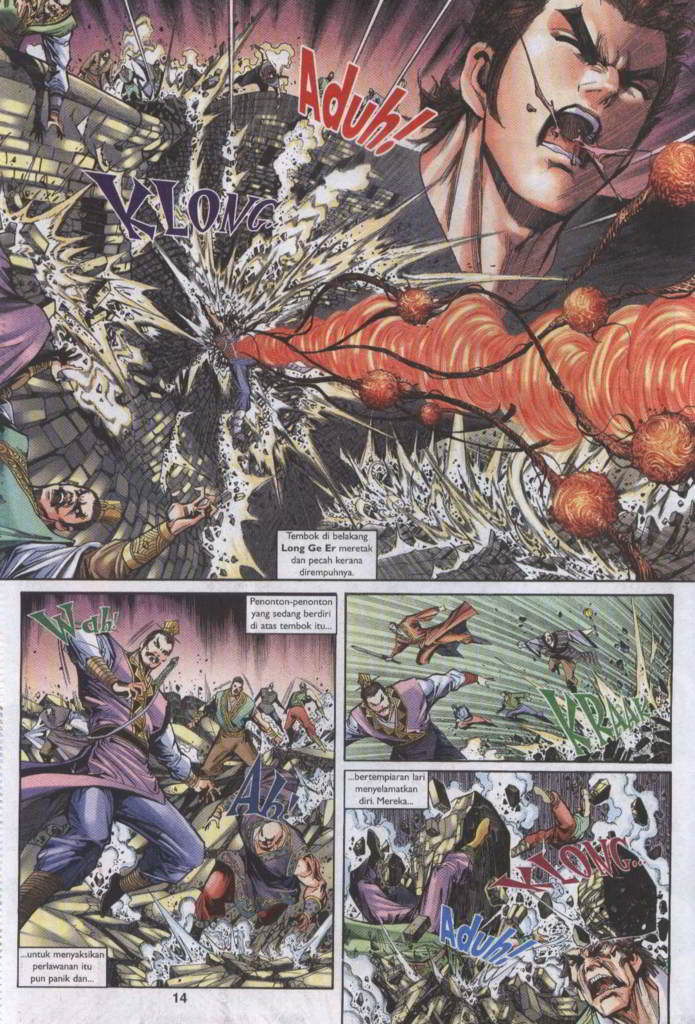 Aduh!
KLONG
Tembok di belakang
Long Ge Er meretak
dan pecah kerana
dirempuhnya.
W-ah!
Penonton-penonton
yang sedang berdiri
di atas tembok itu...
Ah!
...untuk menyaksikan
perlawanan itu
pun panik dan...
KRAAK
...bertempiaran lari
menyelamatkan
diri. Mereka...
KLONG
Aduh!
14